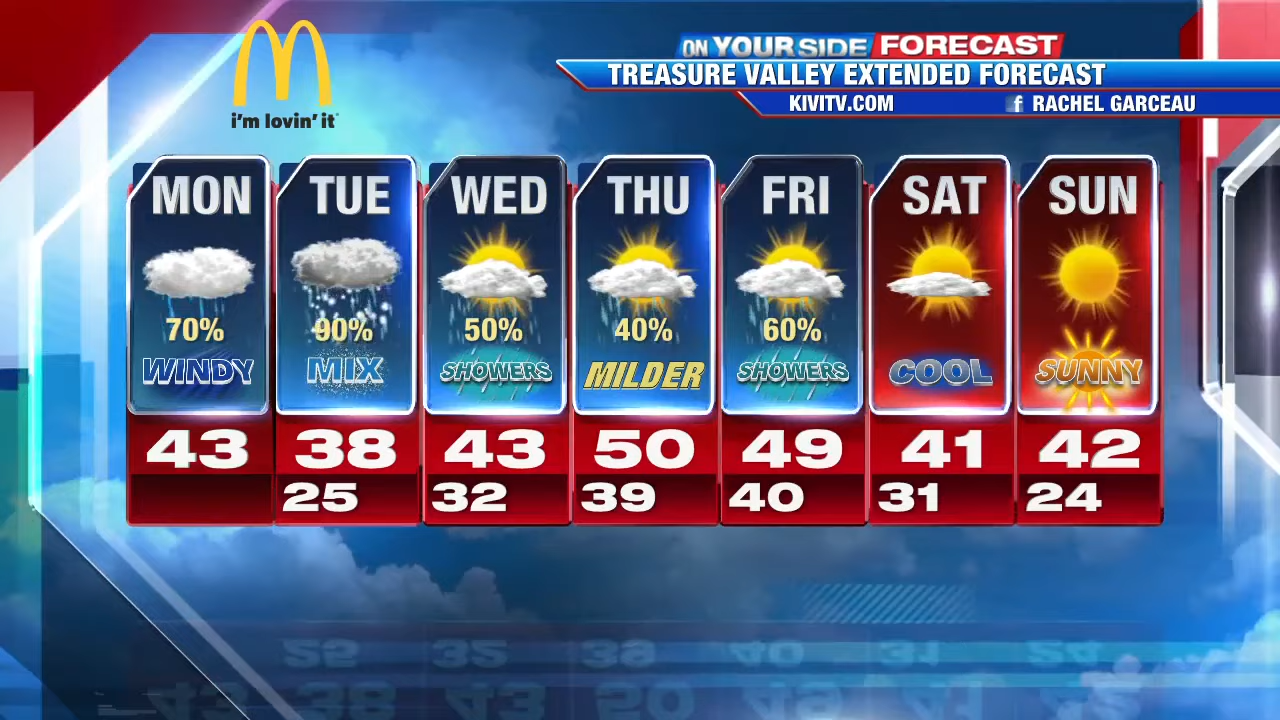 ON YOUR SIDE FORECAST
TREASURE VALLEY EXTENDED FORECAST
KIVITV.COM f RACHEL GARCEAU
i'm lovin' it
MON TUE WED THU FRI SAT SUN
70% 90% 50% 40% 60%
WINDY MIX SHOWERS MILDER SHOWERS COOL SUNNY
43 38 43 50 49 41 42
25 32 39 40 31 24